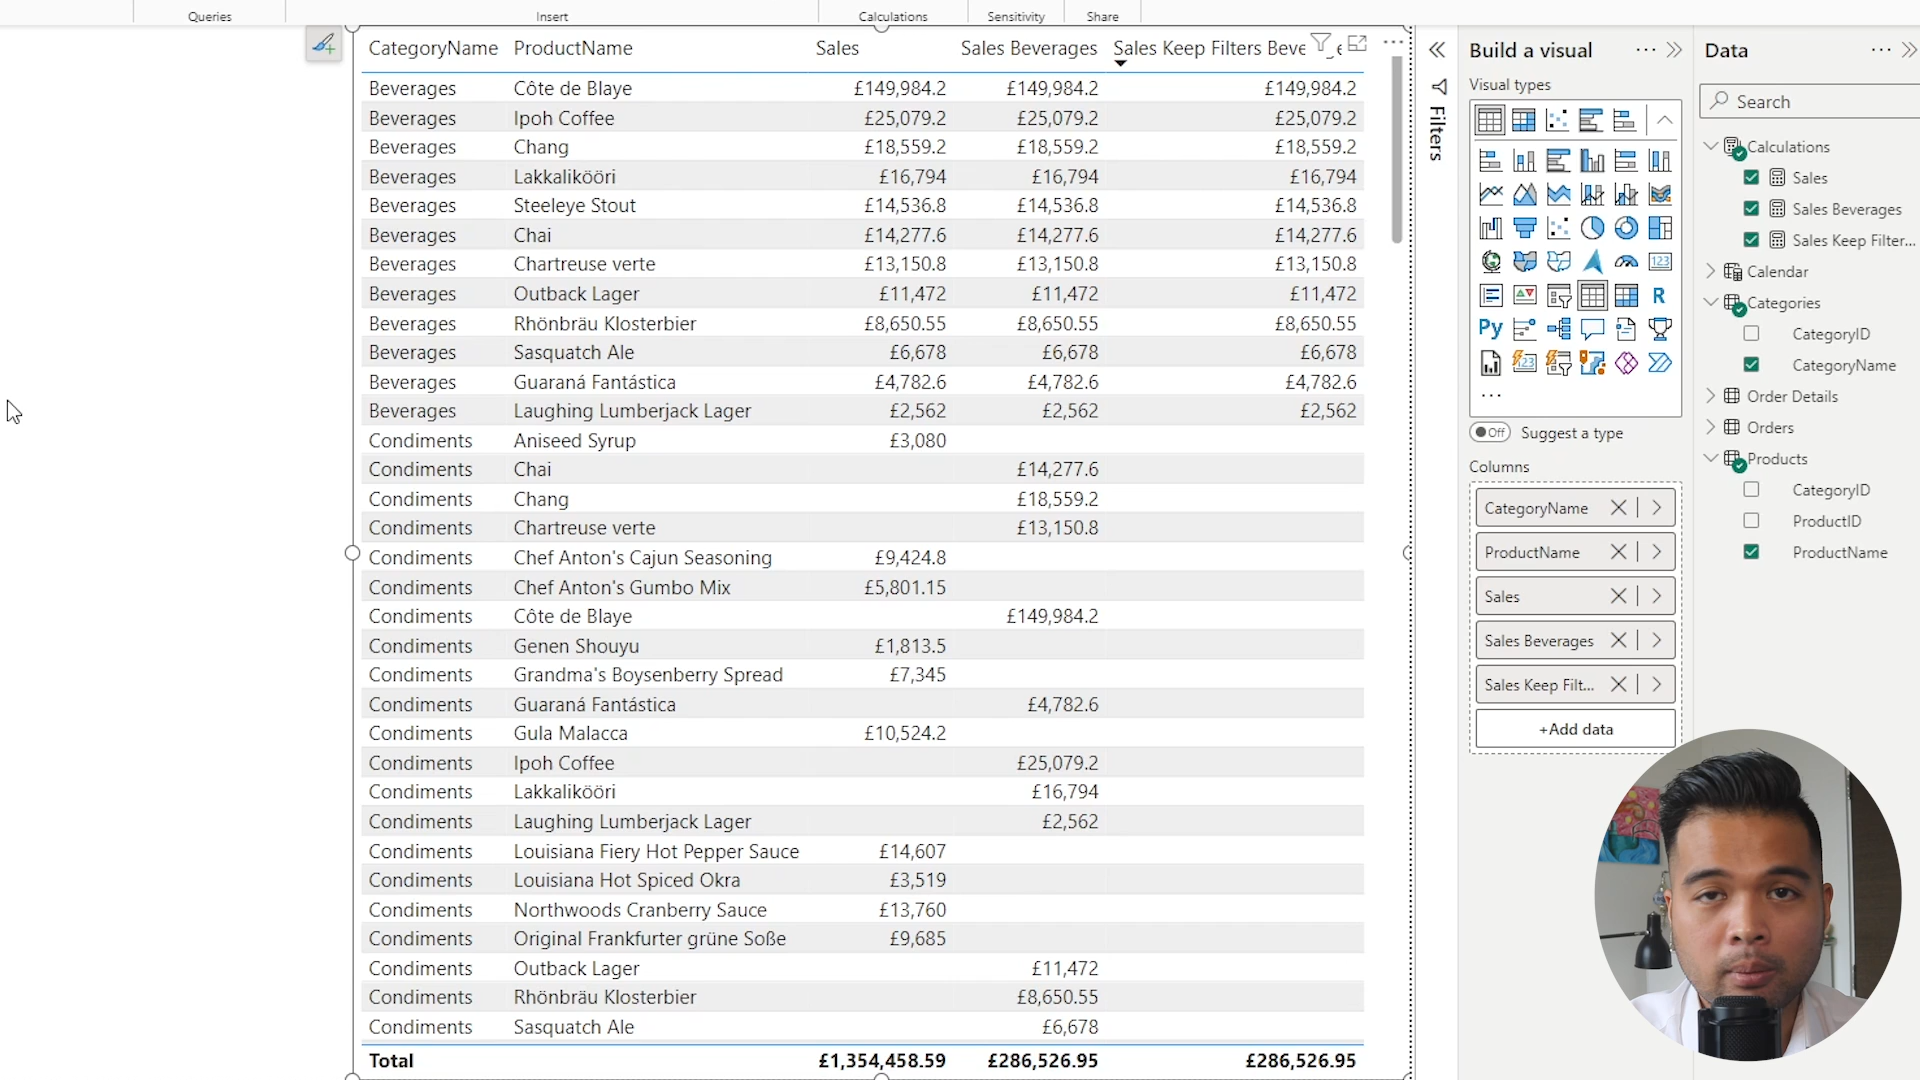 Queries Insert Calculations Sensitivity Share
CategoryName ProductName Sales Sales Beverages Sales Keep Filters Beve
Beverages Côte de Blaye £149,984.2 £149,984.2 £149,984.2
Beverages Ipoh Coffee £25,079.2 £25,079.2 £25,079.2
Beverages Chang £18,559.2 £18,559.2 £18,559.2
Beverages Lakkalikööri £16,794 £16,794 £16,794
Beverages Steeleye Stout £14,536.8 £14,536.8 £14,536.8
Beverages Chai £14,277.6 £14,277.6 £14,277.6
Beverages Chartreuse verte £13,150.8 £13,150.8 £13,150.8
Beverages Outback Lager £11,472 £11,472 £11,472
Beverages Rhönbräu Klosterbier £8,650.55 £8,650.55 £8,650.55
Beverages Sasquatch Ale £6,678 £6,678 £6,678
Beverages Guaraná Fantástica £4,782.6 £4,782.6 £4,782.6
Beverages Laughing Lumberjack Lager £2,562 £2,562 £2,562
Condiments Aniseed Syrup £3,080
Condiments Chai £14,277.6
Condiments Chang £18,559.2
Condiments Chartreuse verte £13,150.8
Condiments Chef Anton's Cajun Seasoning £9,424.8
Condiments Chef Anton's Gumbo Mix £5,801.15
Condiments Côte de Blaye £149,984.2
Condiments Genen Shouyu £1,813.5
Condiments Grandma's Boysenberry Spread £7,345
Condiments Guaraná Fantástica £4,782.6
Condiments Gula Malacca £10,524.2
Condiments Ipoh Coffee £25,079.2
Condiments Lakkalikööri £16,794
Condiments Laughing Lumberjack Lager £2,562
Condiments Louisiana Fiery Hot Pepper Sauce £14,607
Condiments Louisiana Hot Spiced Okra £3,519
Condiments Northwoods Cranberry Sauce £13,760
Condiments Original Frankfurter grüne Soße £9,685
Condiments Outback Lager £11,472
Condiments Rhönbräu Klosterbier £8,650.55
Condiments Sasquatch Ale £6,678
Total £1,354,458.59 £286,526.95 £286,526.95
Filters
Build a visual
Visual types
123
R
Py
123
Off Suggest a type
Columns
CategoryName
ProductName
Sales
Sales Beverages
Sales Keep Filt...
+Add data
Data
Search
Calculations
Sales
Sales Beverages
Sales Keep Filter...
Calendar
Categories
CategoryID
CategoryName
Order Details
Orders
Products
CategoryID
ProductID
ProductName